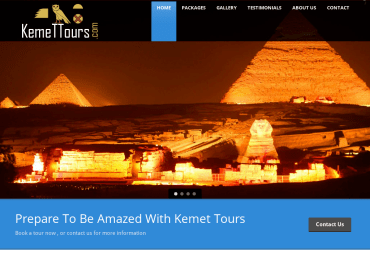 KemeTTours.com
HOME PACKAGES GALLERY TESTIMONIALS ABOUT US CONTACT
Prepare To Be Amazed With Kemet Tours
Book a tour now , or contact us for more information
Contact Us